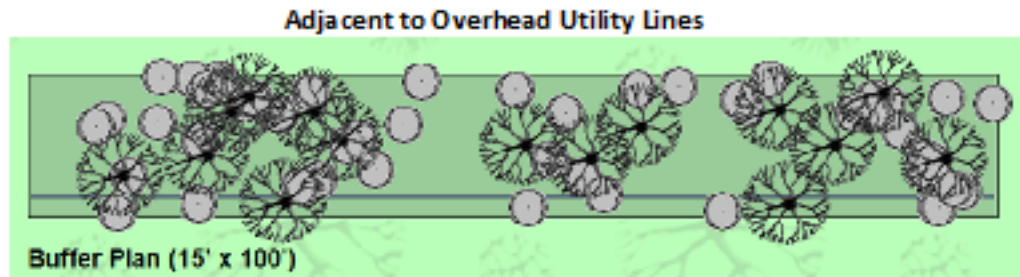 Adjacent to Overhead Utility Lines
Buffer Plan (15' x 100')